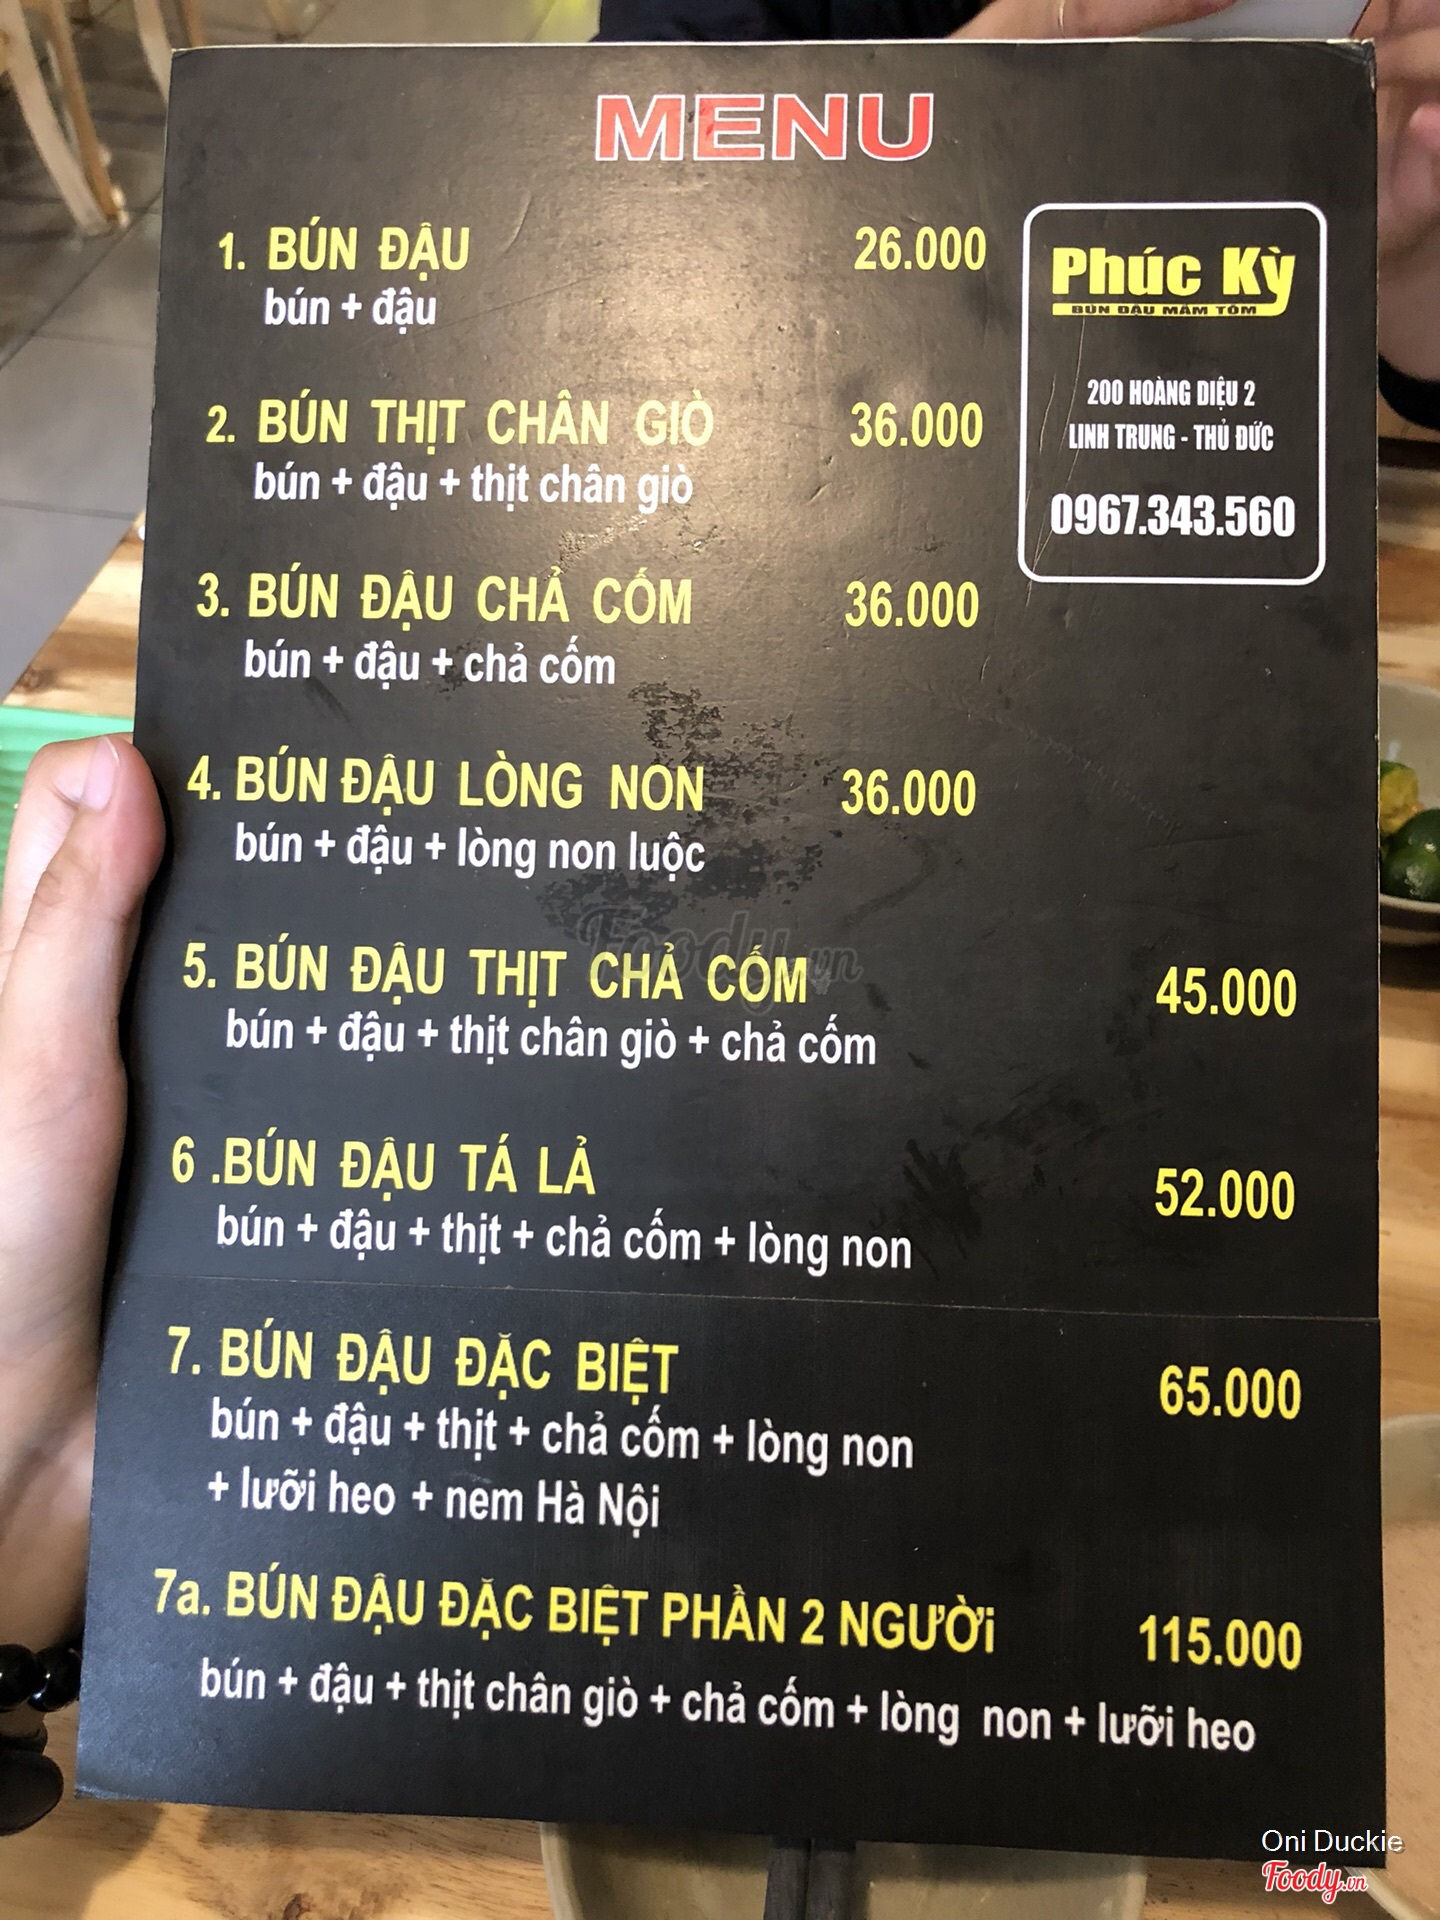 MENU
1. BÚN ĐẬU 26.000
bún + đậu
2. BÚN THỊT CHÂN GIÒ 36.000
bún + đậu + thịt chân giò
3. BÚN ĐẬU CHẢ CỐM 36.000
bún + đậu + chả cốm
4. BÚN ĐẬU LÒNG NON 36.000
bún + đậu + lòng non luộc
5. BÚN ĐẬU THỊT CHẢ CỐM 45.000
bún + đậu + thịt chân giò + chả cốm
6 .BÚN ĐẬU TÁ LẢ 52.000
bún + đậu + thịt + chả cốm + lòng non
7. BÚN ĐẬU ĐẶC BIỆT 65.000
bún + đậu + thịt + chả cốm + lòng non
+ lưỡi heo + nem Hà Nội
7a. BÚN ĐẬU ĐẶC BIỆT PHẦN 2 NGƯỜi 115.000
bún + đậu + thịt chân giò + chả cốm + lòng non + lưỡi heo
Phúc Kỳ
BÚN ĐẬU MẮM TÔM
200 HOÀNG DIỆU 2
LINH TRUNG - THỦ ĐỨC
0967.343.560
Foody.vn
Oni Duckie
Foody.vn